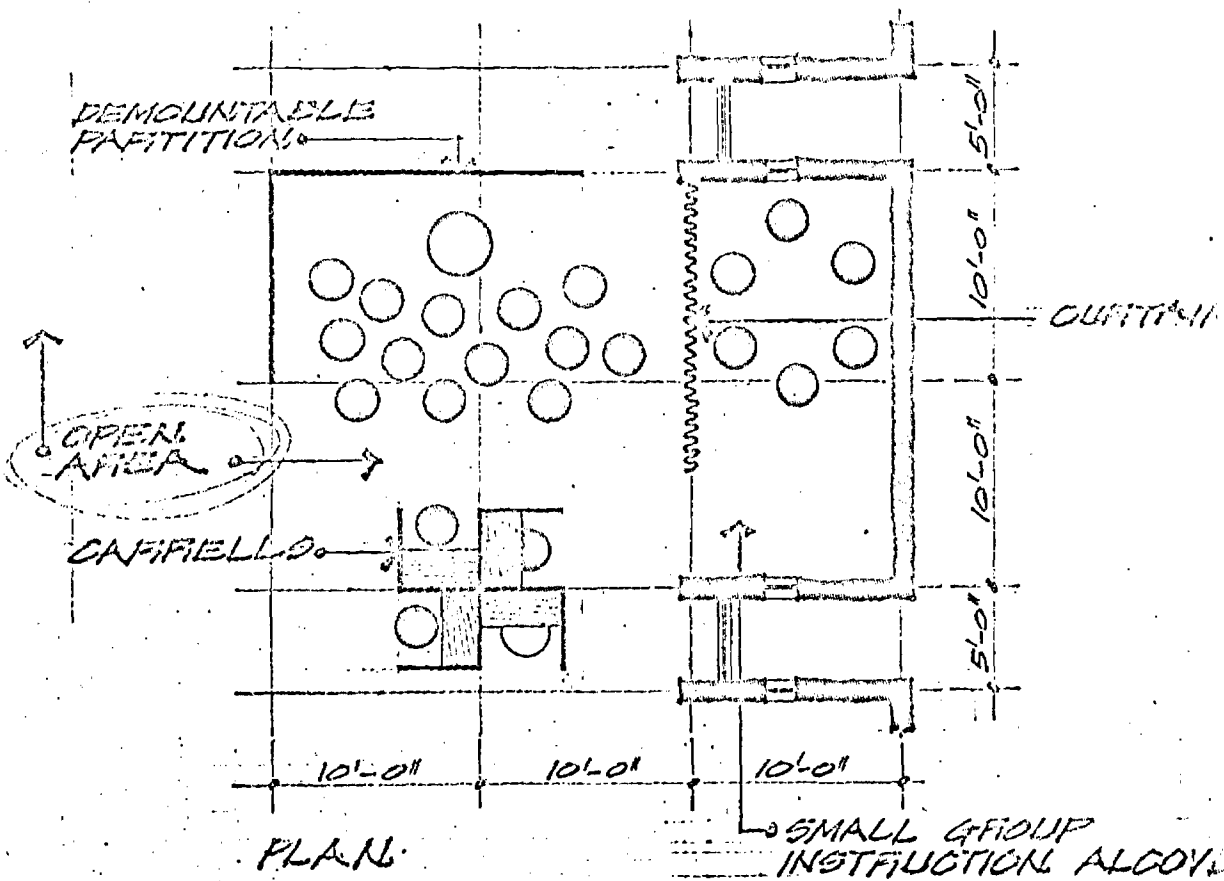 DEMOUNTABLE
PARTITION
5'-0"
10'-0"
CURTAIN
OPEN
AREA
10'-0"
CARRELLS
5'-0"
10'-0" 10'-0" 10'-0"
PLAN.
SMALL GROUP
INSTRUCTION ALCOVE